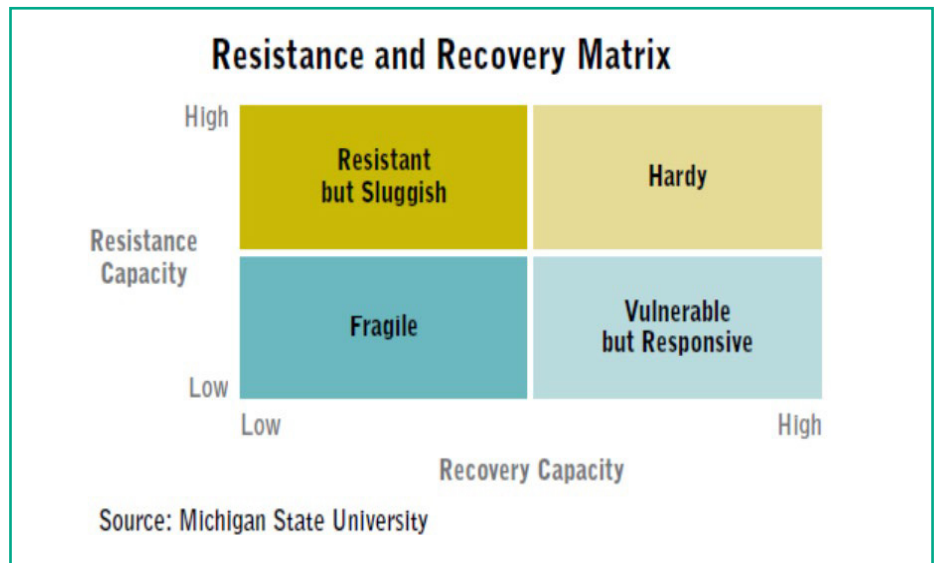 Resistance and Recovery Matrix
High
Resistant
but Sluggish
Hardy
Resistance
Capacity
Fragile
Vulnerable
but Responsive
Low
Low
High
Recovery Capacity
Source: Michigan State University